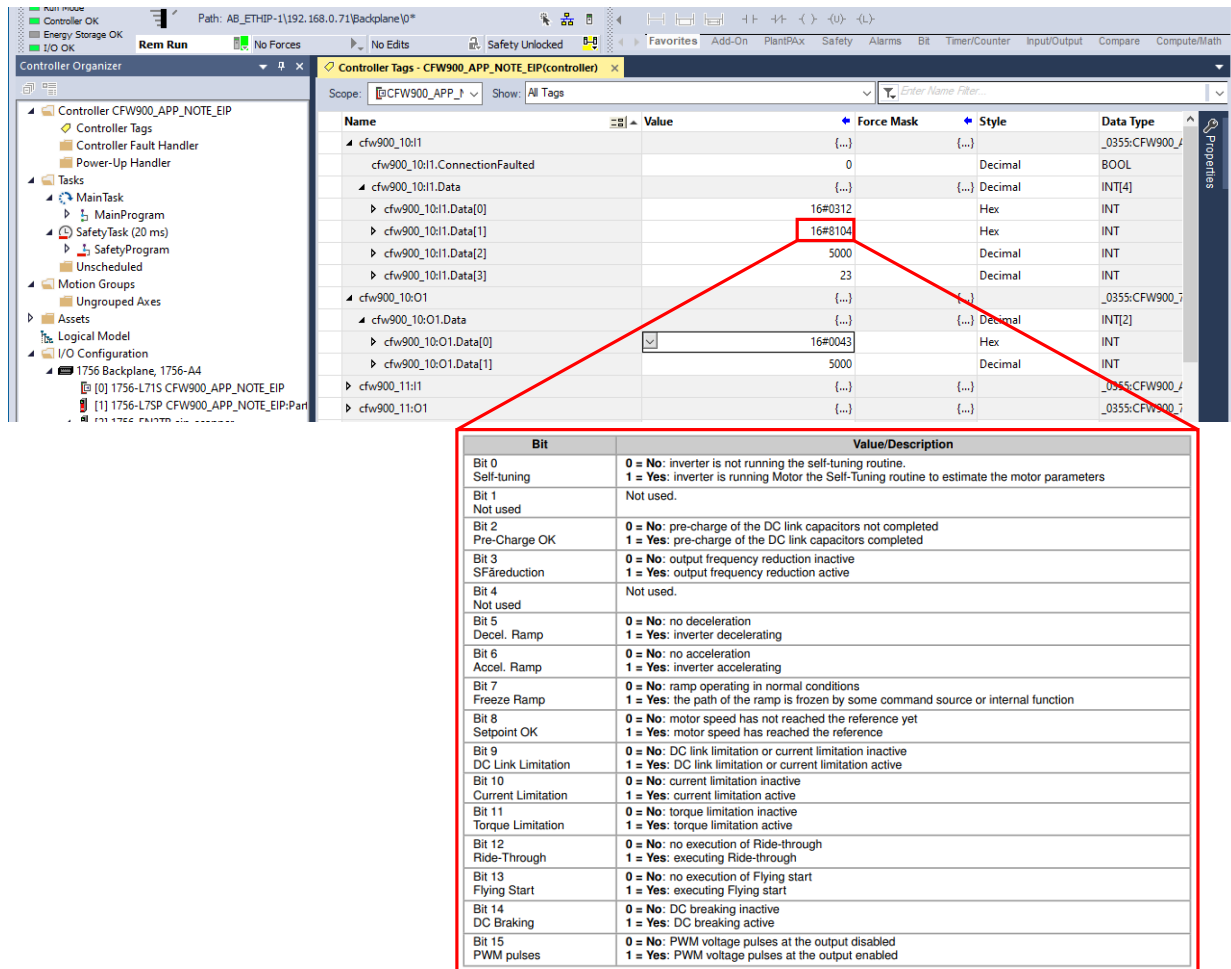 Run Mode
Controller OK
Energy Storage OK
I/O OK
Path: AB_ETHIP-1\192.168.0.71\Backplane\0*
Rem Run
No Forces
No Edits
Safety Unlocked
Favorites Add-On PlantPAx Safety Alarms Bit Timer/Counter Input/Output Compare Compute/Math
Controller Organizer
Controller CFW900_APP_NOTE_EIP
Controller Tags
Controller Fault Handler
Power-Up Handler
Tasks
MainTask
MainProgram
SafetyTask (20 ms)
SafetyProgram
Unscheduled
Motion Groups
Ungrouped Axes
Assets
Logical Model
I/O Configuration
1756 Backplane, 1756-A4
[0] 1756-L71S CFW900_APP_NOTE_EIP
[1] 1756-L7SP CFW900_APP_NOTE_EIP:Part
Controller Tags - CFW900_APP_NOTE_EIP(controller)
Scope: CFW900_APP_N Show: All Tags Enter Name Filter...
Name Value Force Mask Style Data Type
cfw900_10:I1 {...} {...} _0355:CFW900_A
cfw900_10:I1.ConnectionFaulted 0 Decimal BOOL
cfw900_10:I1.Data {...} {...} Decimal INT[4]
cfw900_10:I1.Data[0] 16#0312 Hex INT
cfw900_10:I1.Data[1] 16#8104 Hex INT
cfw900_10:I1.Data[2] 5000 Decimal INT
cfw900_10:I1.Data[3] 23 Decimal INT
cfw900_10:O1 {...} {...} _0355:CFW900_7
cfw900_10:O1.Data {...} {...} Decimal INT[2]
cfw900_10:O1.Data[0] 16#0043 Hex INT
cfw900_10:O1.Data[1] 5000 Decimal INT
cfw900_11:I1 {...} {...} _0355:CFW900_A
cfw900_11:O1 {...} {...} _0355:CFW900_7
Properties
Bit Value/Description
Bit 0 0 = No: inverter is not running the self-tuning routine.
Self-tuning 1 = Yes: inverter is running Motor the Self-Tuning routine to estimate the motor parameters
Bit 1 Not used.
Not used
Bit 2 0 = No: pre-charge of the DC link capacitors not completed
Pre-Charge OK 1 = Yes: pre-charge of the DC link capacitors completed
Bit 3 0 = No: output frequency reduction inactive
SFăreduction 1 = Yes: output frequency reduction active
Bit 4 Not used.
Not used
Bit 5 0 = No: no deceleration
Decel. Ramp 1 = Yes: inverter decelerating
Bit 6 0 = No: no acceleration
Accel. Ramp 1 = Yes: inverter accelerating
Bit 7 0 = No: ramp operating in normal conditions
Freeze Ramp 1 = Yes: the path of the ramp is frozen by some command source or internal function
Bit 8 0 = No: motor speed has not reached the reference yet
Setpoint OK 1 = Yes: motor speed has reached the reference
Bit 9 0 = No: DC link limitation or current limitation inactive
DC Link Limitation 1 = Yes: DC link limitation or current limitation active
Bit 10 0 = No: current limitation inactive
Current Limitation 1 = Yes: current limitation active
Bit 11 0 = No: torque limitation inactive
Torque Limitation 1 = Yes: torque limitation active
Bit 12 0 = No: no execution of Ride-through
Ride-Through 1 = Yes: executing Ride-through
Bit 13 0 = No: no execution of Flying start
Flying Start 1 = Yes: executing Flying start
Bit 14 0 = No: DC breaking inactive
DC Braking 1 = Yes: DC breaking active
Bit 15 0 = No: PWM voltage pulses at the output disabled
PWM pulses 1 = Yes: PWM voltage pulses at the output enabled